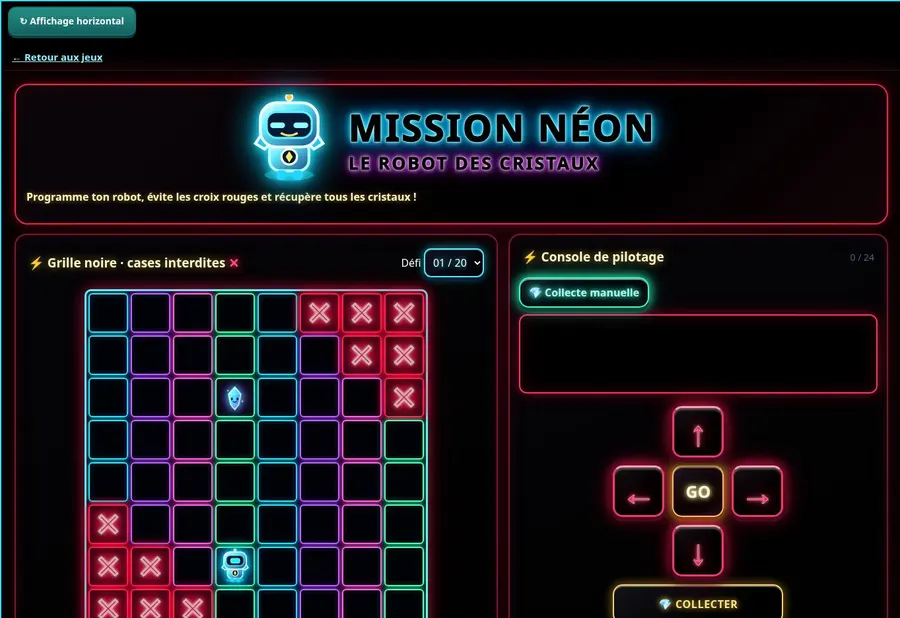 ↻ Affichage horizontal
← Retour aux jeux
MISSION NÉON
LE ROBOT DES CRISTAUX
Programme ton robot, évite les croix rouges et récupère tous les cristaux !
⚡ Grille noire · cases interdites ✕
Défi 01 / 20
⚡ Console de pilotage
0 / 24
💎 Collecte manuelle
↑
← GO →
↓
💎 COLLECTER